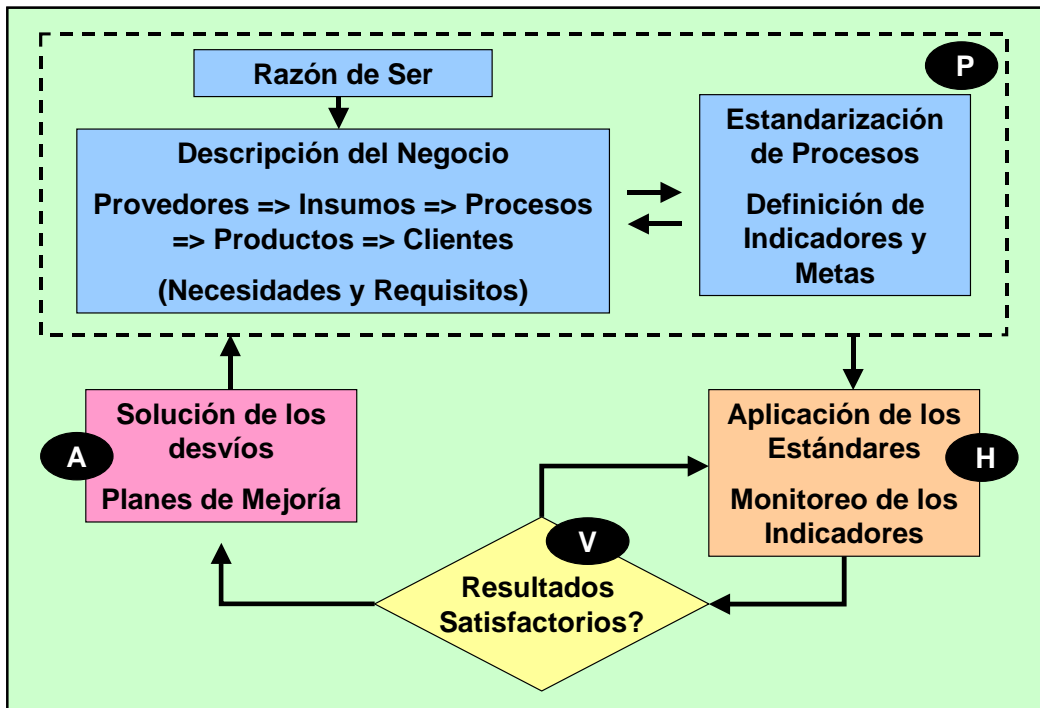 Razón de Ser
P
Descripción del Negocio
Provedores => Insumos => Procesos
=> Productos => Clientes
(Necesidades y Requisitos)
Estandarización
de Procesos
Definición de
Indicadores y
Metas
Solución de los
desvíos
Planes de Mejoría
A
Aplicación de los
Estándares
Monitoreo de los
Indicadores
H
V
Resultados
Satisfactorios?